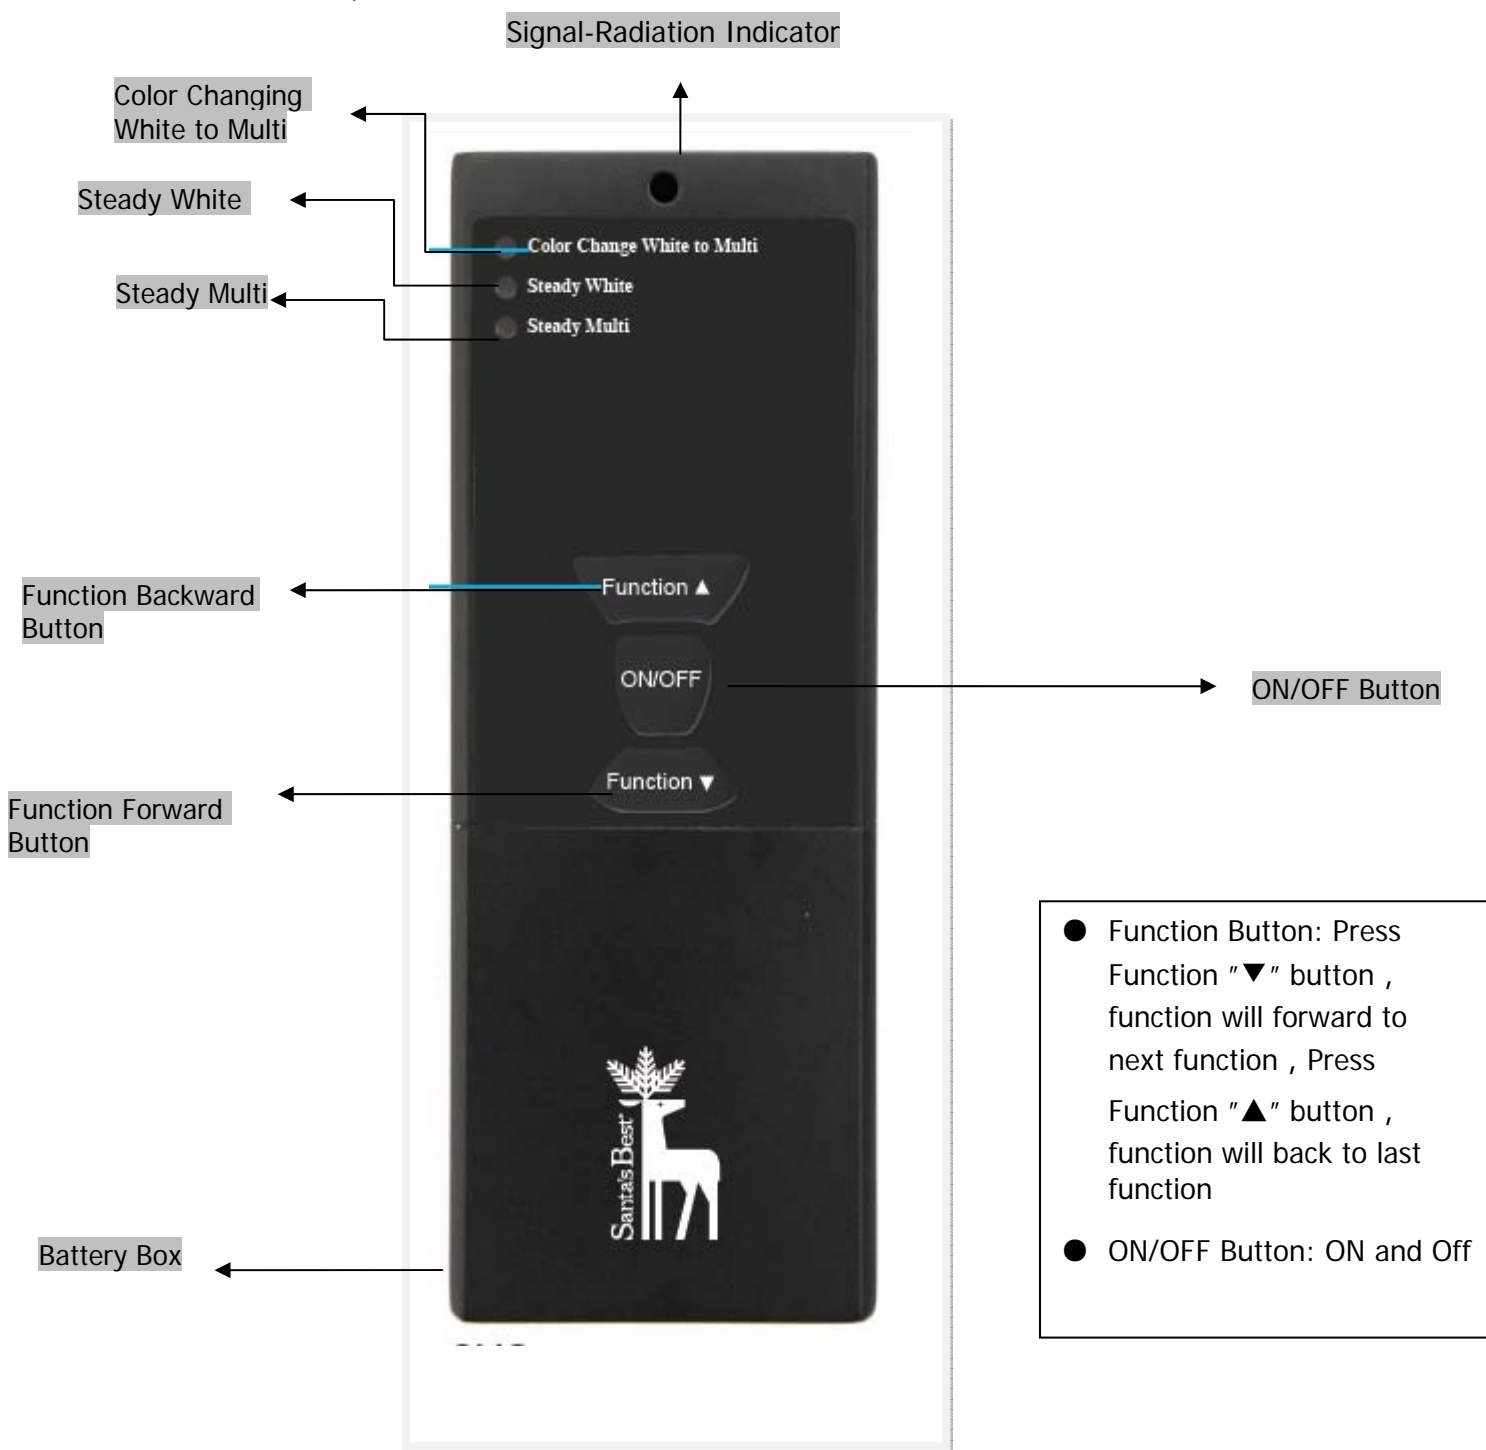 Signal-Radiation Indicator
Color Changing
White to Multi
Steady White
Steady Multi
Color Change White to Multi
Steady White
Steady Multi
Function Backward
Button
Function ▲
ON/OFF
ON/OFF Button
Function ▼
Function Forward
Button
● Function Button: Press
Function "▼" button ,
function will forward to
next function , Press
Function "▲" button ,
function will back to last
function
● ON/OFF Button: ON and Off
Santa's Best
Battery Box